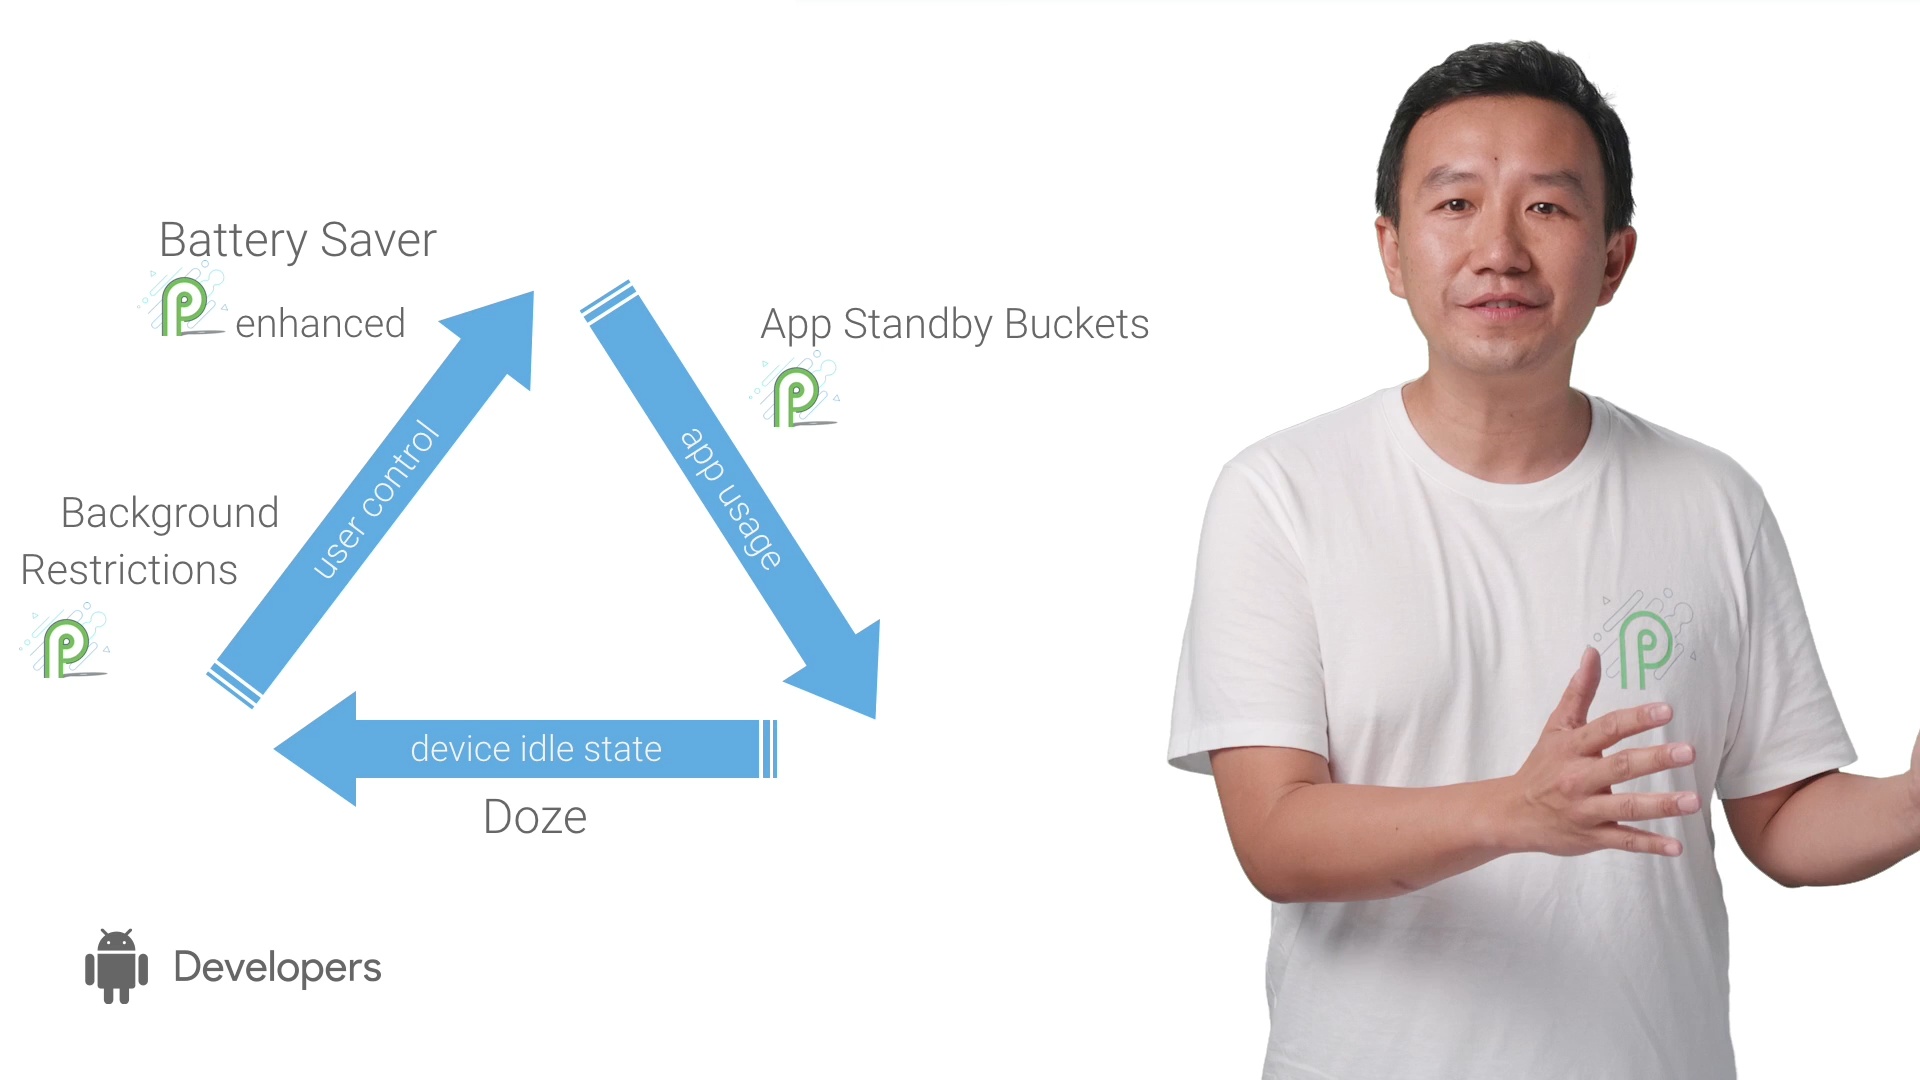 Battery Saver
enhanced
App Standby Buckets
user control
app usage
Background
Restrictions
device idle state
Doze
Developers